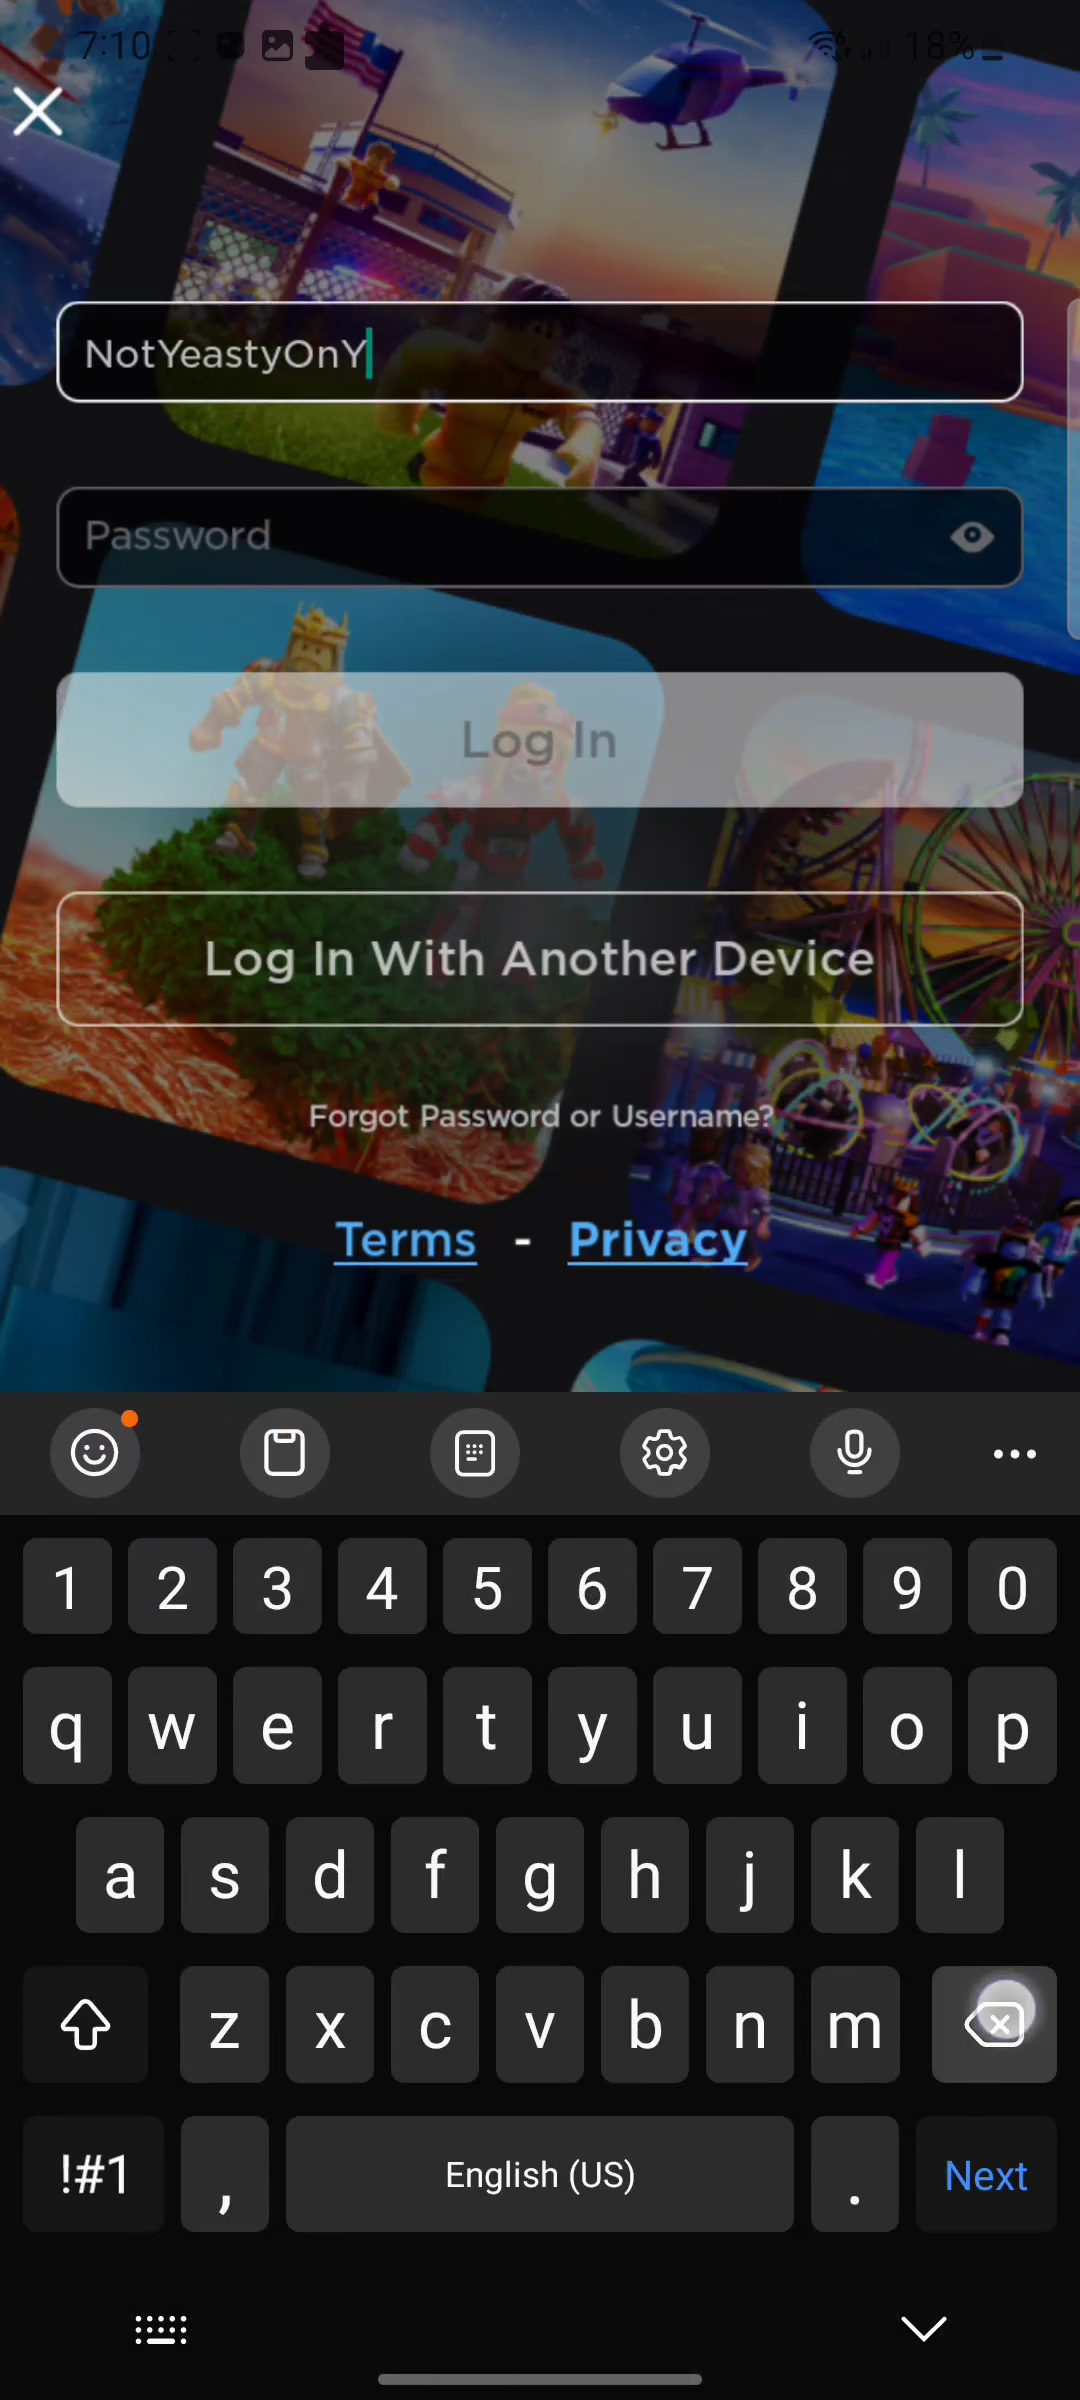 7:10
18%
NotYeastyOnY
Password
Log In
Log In With Another Device
Forgot Password or Username?
Terms - Privacy
1 2 3 4 5 6 7 8 9 0
q w e r t y u i o p
a s d f g h j k l
z x c v b n m
!#1 , English (US) . Next